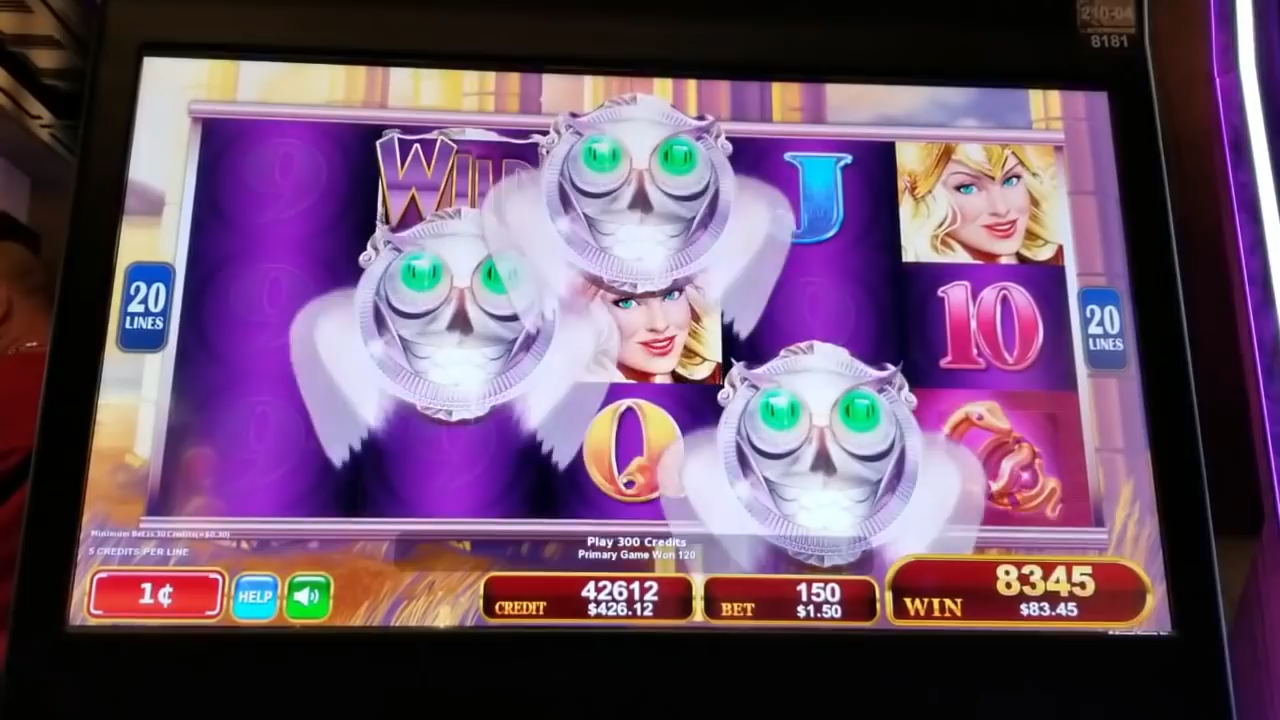 210-04
8181
WILD
J
20
LINES
10
20
LINES
Q
Minimum Bet is 30 Credits(=$0.30)
5 CREDITS PER LINE
Play 300 Credits
Primary Game Won 120
1¢
HELP
CREDIT
42612
$426.12
BET
150
$1.50
WIN
8345
$83.45